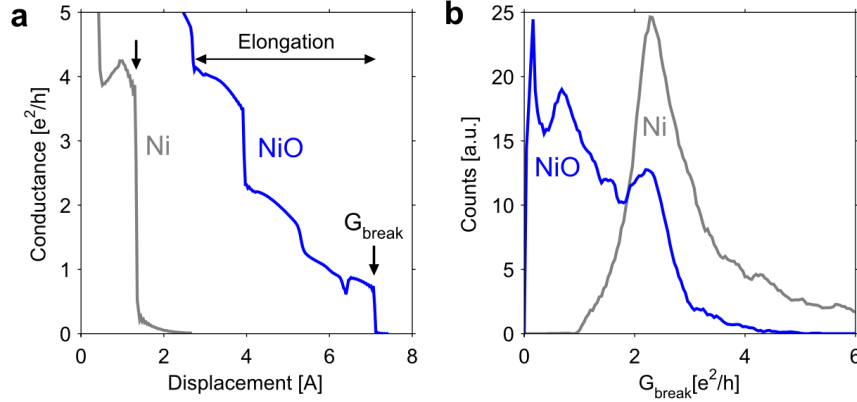 a
Elongation
Ni
NiO
G_break
Conductance [e²/h]
5
4
3
2
1
0
0 2 4 6 8
Displacement [A]
b
Ni
NiO
Counts [a.u.]
25
20
15
10
5
0
0 2 4 6
G_break[e²/h]